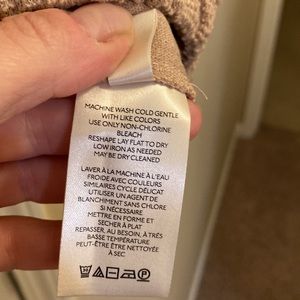 MACHINE WASH COLD GENTLE
WITH LIKE COLORS
USE ONLY NON-CHLORINE
BLEACH
RESHAPE LAY FLAT TO DRY
LOW IRON AS NEEDED
MAY BE DRY CLEANED
LAVER À LA MACHINE À L'EAU
FROIDE AVEC COULEURS
SIMILAIRES CYCLE DÉLICAT
UTILISER UN AGENT DE
BLANCHIMENT SANS CHLORE
SI NÉCESSAIRE
METTRE EN FORME ET
SÉCHER À PLAT
REPASSER, AU BESOIN, À TRÈS
BASSE TEMPÉRATURE
PEUT-ÊTRE ÊTRE NETTOYÉE
À SEC